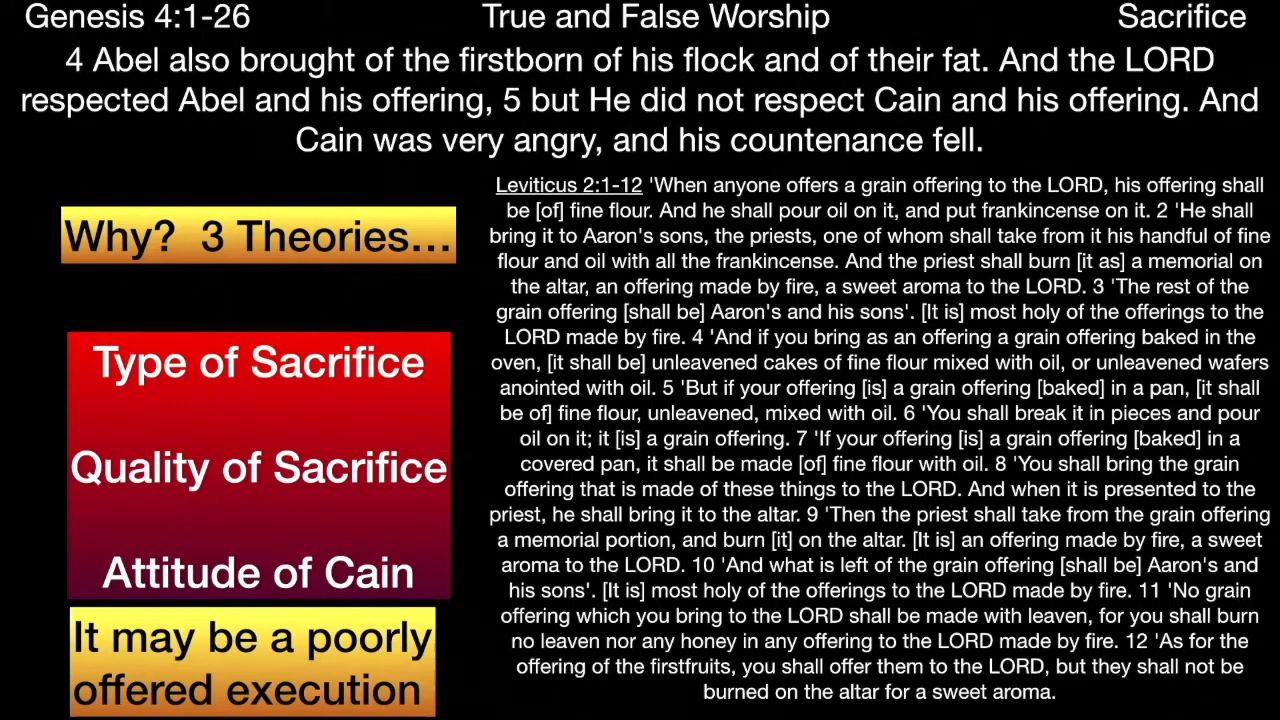 Genesis 4:1-26
True and False Worship
Sacrifice
4 Abel also brought of the firstborn of his flock and of their fat. And the LORD
respected Abel and his offering, 5 but He did not respect Cain and his offering. And
Cain was very angry, and his countenance fell.
Why? 3 Theories...
Type of Sacrifice
Quality of Sacrifice
Attitude of Cain
It may be a poorly
offered execution
Leviticus 2:1-12 'When anyone offers a grain offering to the LORD, his offering shall
be [of] fine flour. And he shall pour oil on it, and put frankincense on it. 2 'He shall
bring it to Aaron's sons, the priests, one of whom shall take from it his handful of fine
flour and oil with all the frankincense. And the priest shall burn [it as] a memorial on
the altar, an offering made by fire, a sweet aroma to the LORD. 3 'The rest of the
grain offering [shall be] Aaron's and his sons'. [It is] most holy of the offerings to the
LORD made by fire. 4 'And if you bring as an offering a grain offering baked in the
oven, [it shall be] unleavened cakes of fine flour mixed with oil, or unleavened wafers
anointed with oil. 5 'But if your offering [is] a grain offering [baked] in a pan, [it shall
be of] fine flour, unleavened, mixed with oil. 6 'You shall break it in pieces and pour
oil on it; it [is] a grain offering. 7 'If your offering [is] a grain offering [baked] in a
covered pan, it shall be made [of] fine flour with oil. 8 'You shall bring the grain
offering that is made of these things to the LORD. And when it is presented to the
priest, he shall bring it to the altar. 9 'Then the priest shall take from the grain offering
a memorial portion, and burn [it] on the altar. [It is] an offering made by fire, a sweet
aroma to the LORD. 10 'And what is left of the grain offering [shall be] Aaron's and
his sons'. [It is] most holy of the offerings to the LORD made by fire. 11 'No grain
offering which you bring to the LORD shall be made with leaven, for you shall burn
no leaven nor any honey in any offering to the LORD made by fire. 12 'As for the
offering of the firstfruits, you shall offer them to the LORD, but they shall not be
burned on the altar for a sweet aroma.